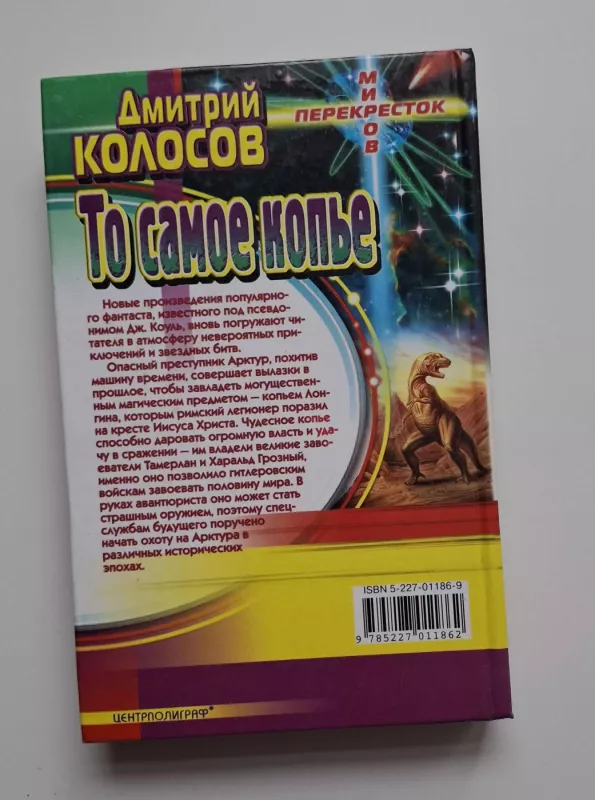 Дмитрий
КОЛОСОВ
МИРОВ
ПЕРЕКРЕСТОК
То самое копье
Новые произведения популярно-
го фантаста, известного под псевдо-
нимом Дж. Коуль, вновь погружают чи-
тателя в атмосферу невероятных при-
ключений и звездных битв.
Опасный преступник Арктур, похитив
машину времени, совершает вылазки в
прошлое, чтобы завладеть могуществен-
ным магическим предметом — копьем Лон-
гина, которым римский легионер поразил
на кресте Иисуса Христа. Чудесное копье
способно даровать огромную власть и уда-
чу в сражении — им владели великие заво-
еватели Тамерлан и Харальд Грозный,
именно оно позволило гитлеровским
войскам завоевать половину мира. В
руках авантюриста оно может стать
страшным оружием, поэтому спец-
службам будущего поручено
начать охоту на Арктура в
различных исторических
эпохах.
ISBN 5-227-01186-9
9 785227 011862
ЦЕНТРПОЛИГРАФ®